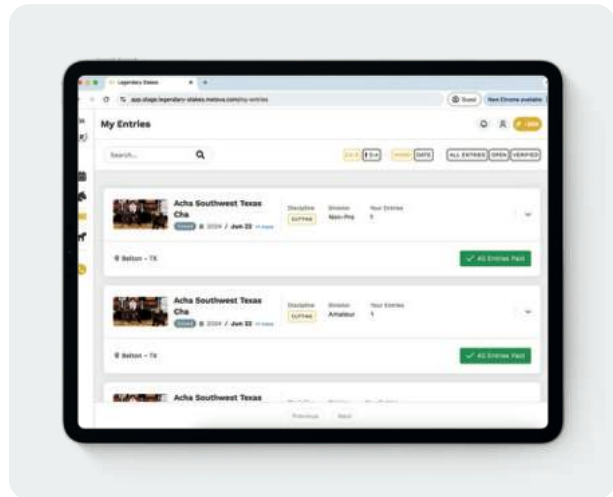 Legendary Stakes
app.stage.legendary-stakes.metova.com/my-entries
Guest
New Chrome available
My Entries
Search...
DATE
ALL ENTRIES
OPEN
VERIFIED
Acha Southwest Texas
Cha
Discipline
Division
Your Entries
CUTTING
Non-Pro
1
Closed
2024 / Jun 22
Belton - TX
Entries Paid
Acha Southwest Texas
Cha
Discipline
Division
Your Entries
CUTTING
Amateur
1
Closed
2024 / Jun 22
Belton - TX
Entries Paid
Acha Southwest Texas
Previous
Next